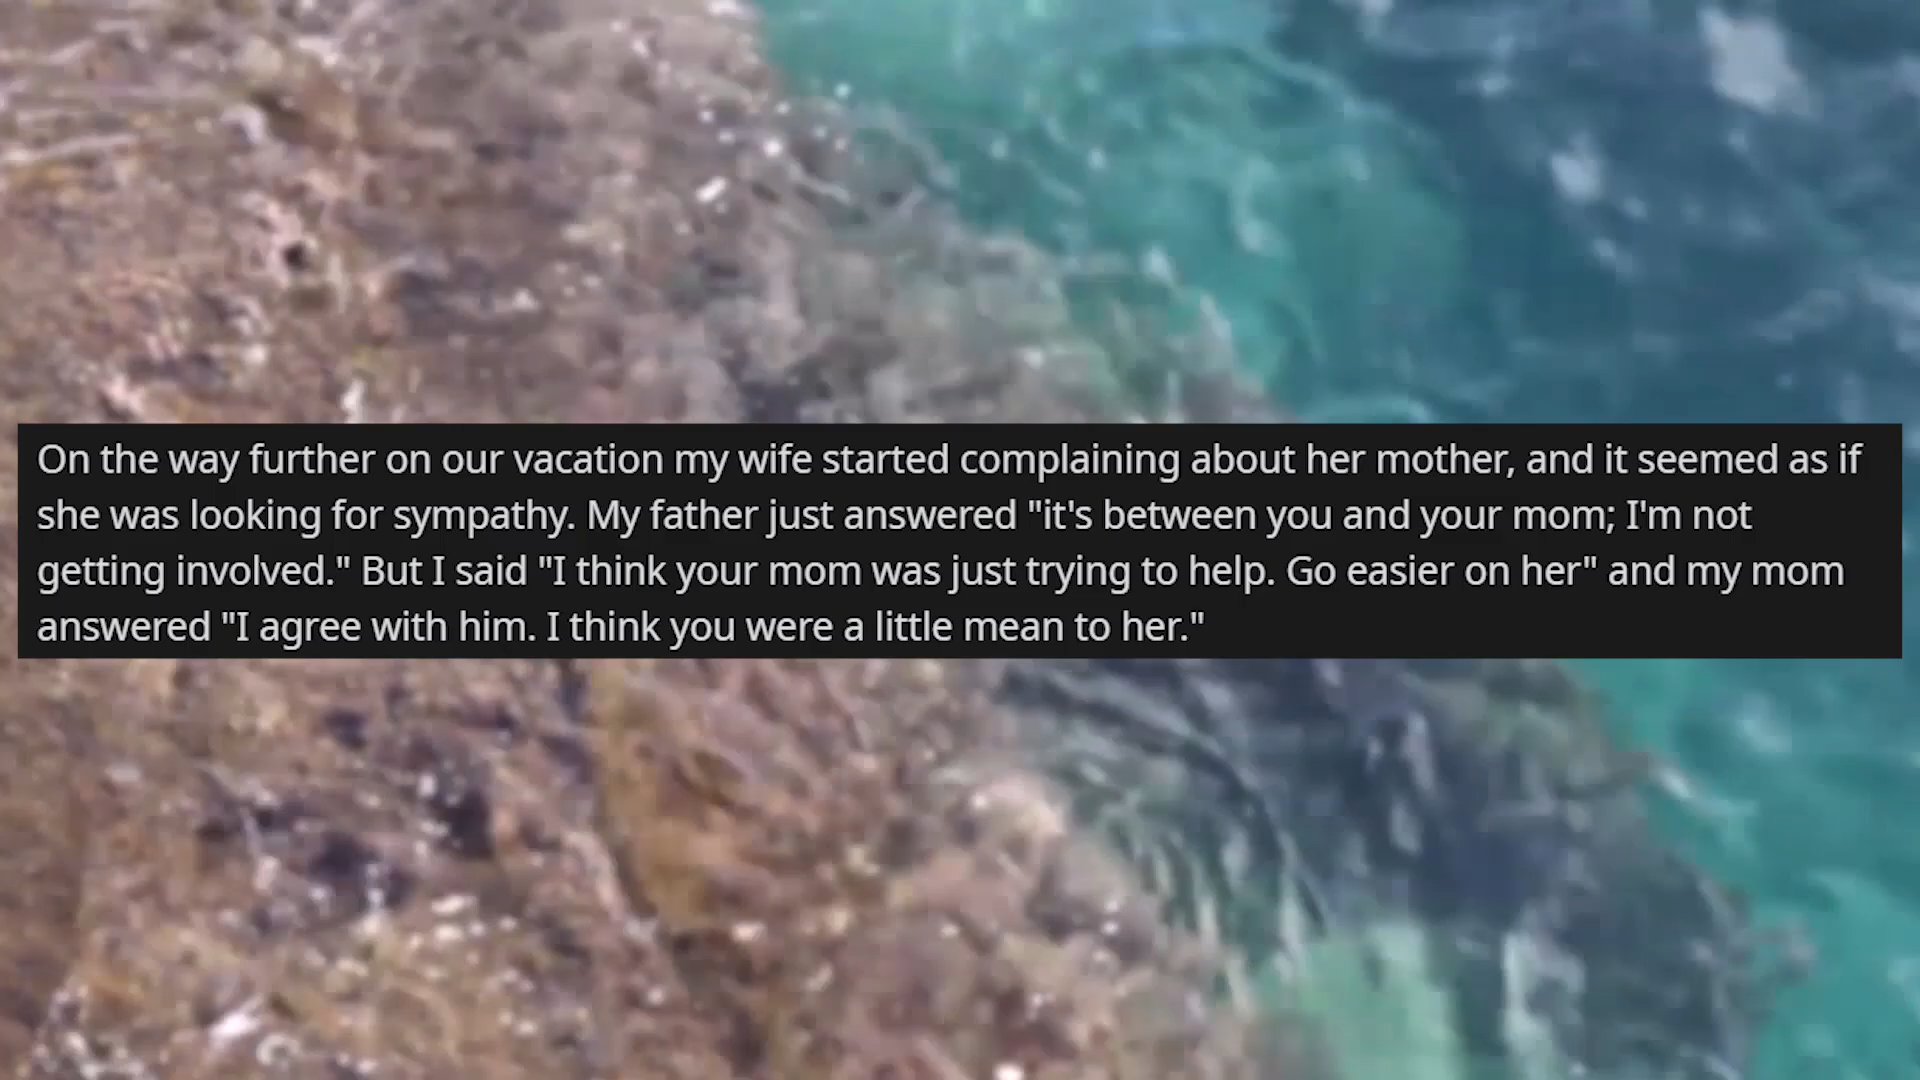 On the way further on our vacation my wife started complaining about her mother, and it seemed as if
she was looking for sympathy. My father just answered "it's between you and your mom; I'm not
getting involved." But I said "I think your mom was just trying to help. Go easier on her" and my mom
answered "I agree with him. I think you were a little mean to her."